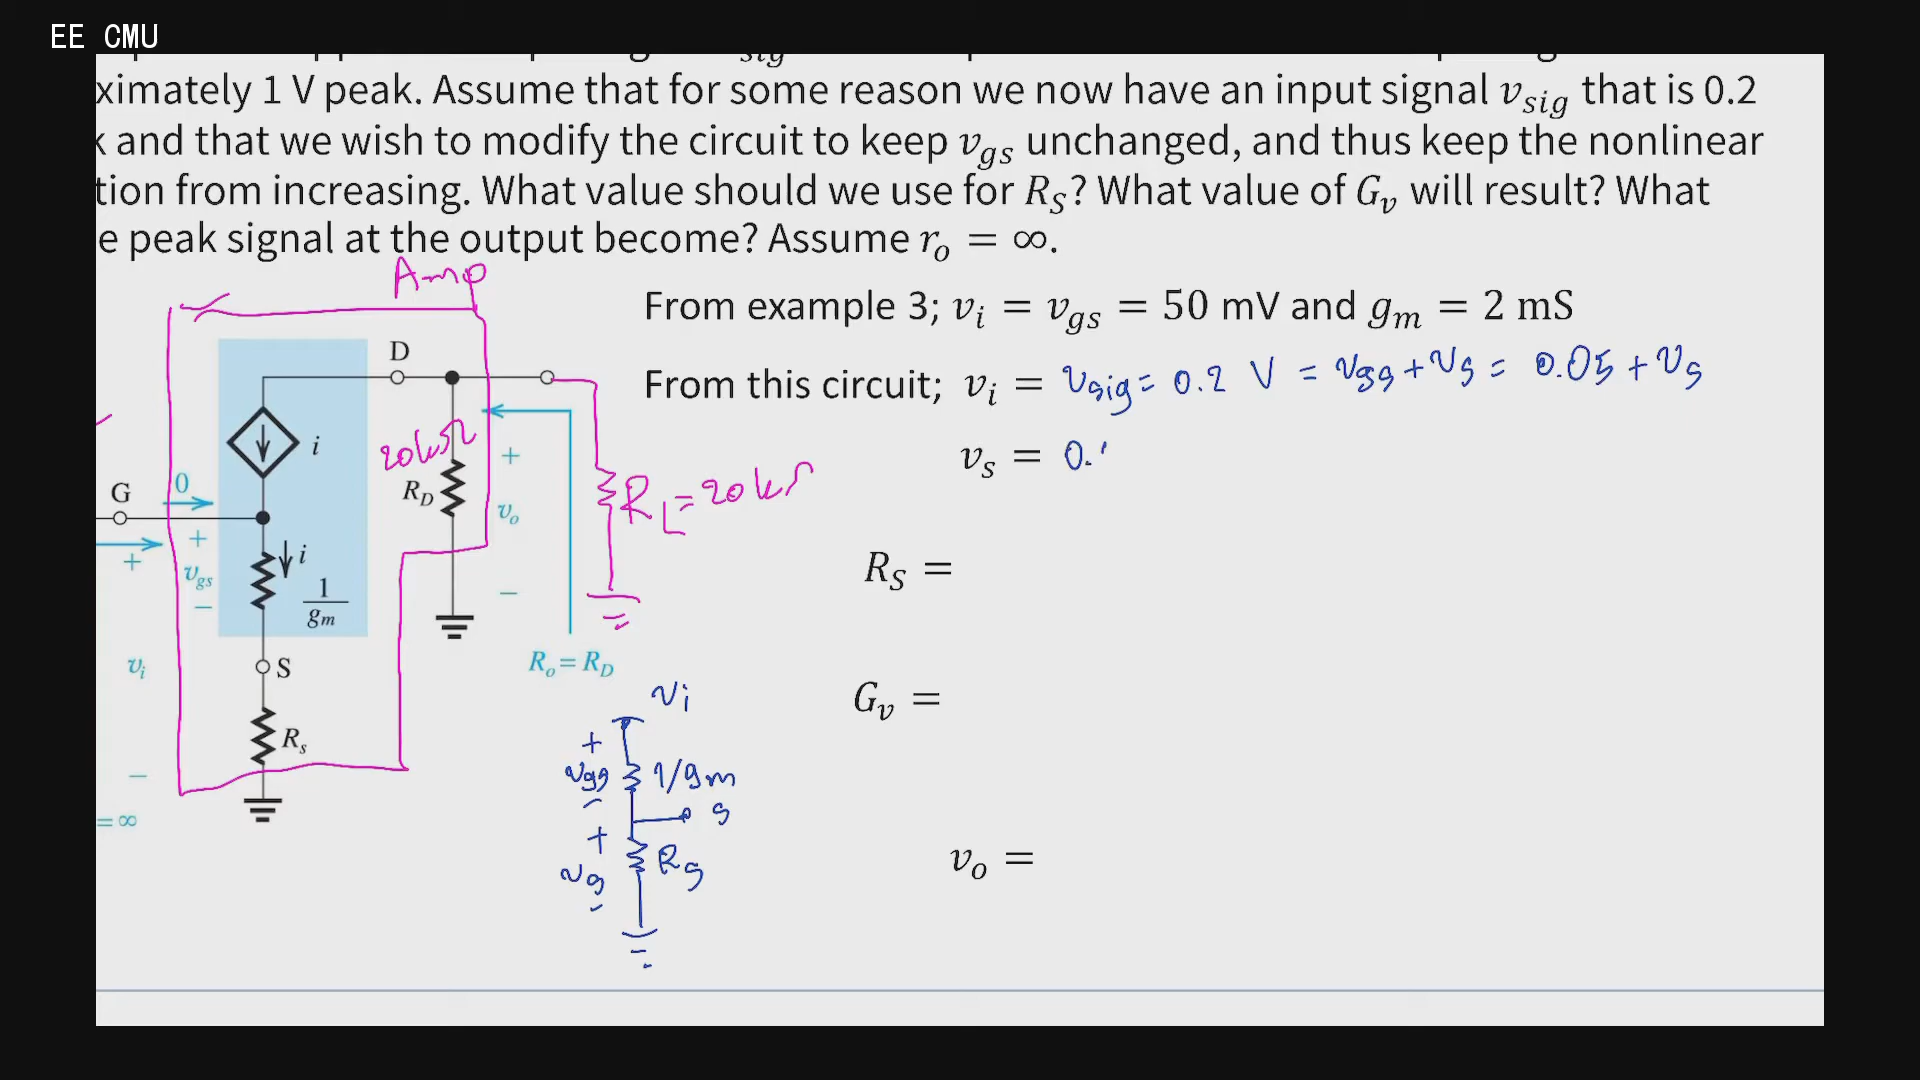 EE CMU
ximately 1 V peak. Assume that for some reason we now have an input signal v_sig that is 0.2
and that we wish to modify the circuit to keep v_gs unchanged, and thus keep the nonlinear
tion from increasing. What value should we use for R_S? What value of G_v will result? What
e peak signal at the output become? Assume r_o = ∞.
Amp
From example 3; v_i = v_gs = 50 mV and g_m = 2 mS
D
From this circuit; v_i = v_sig = 0.2 V = v_gs + v_s = 0.05 + v_s
i
20kΩ
+
v_s = 0.
G
0
R_D
v_o
R_L = 20k
+
+
i
v_gs
1/g_m
−
−
R_S =
v_i
S
R_o = R_D
v_i
G_v =
R_s
+
v_gs
1/gm
−
−
s
= ∞
+
R_s
v_s
−
v_o =